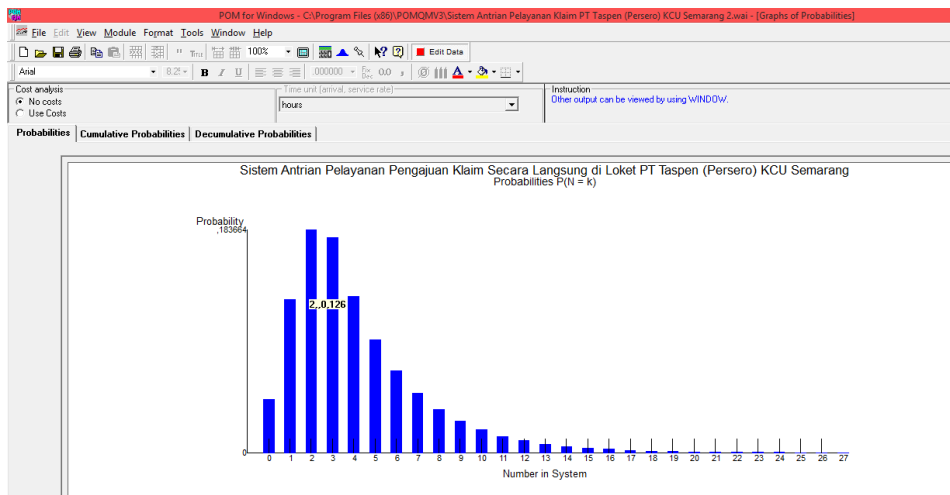 POM for Windows - C:\Program Files (x86)\POMQMV3\Sistem Antrian Pelayanan Klaim PT Taspen (Persero) KCU Semarang 2.wai - [Graphs of Probabilities]
File Edit View Module Format Tools Window Help
100% Edit Data
Arial 8.2! B I U .000000 0.0
Cost analysis
No costs
Use Costs
Time unit (arrival, service rate)
hours
Instruction
Other output can be viewed by using WINDOW.
Probabilities Cumulative Probabilities Decumulative Probabilities
Sistem Antrian Pelayanan Pengajuan Klaim Secara Langsung di Loket PT Taspen (Persero) KCU Semarang
Probabilities P(N = k)
Probability
,183664
2,,0,126
0
0 1 2 3 4 5 6 7 8 9 10 11 12 13 14 15 16 17 18 19 20 21 22 23 24 25 26 27
Number in System